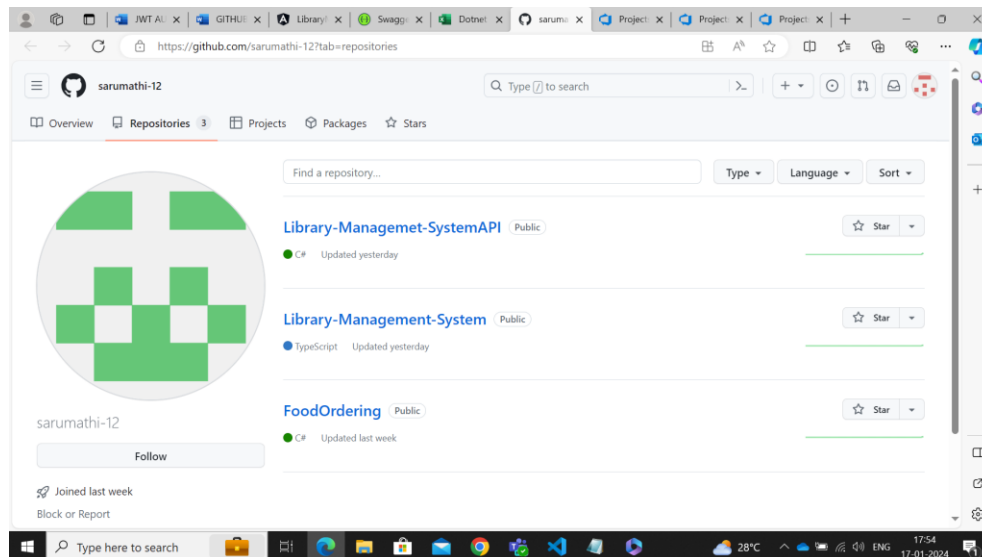 JWT AU
GITHUB
LibraryI
Swagge
Dotnet
saruma
Project:
Project:
Project:
https://github.com/sarumathi-12?tab=repositories
sarumathi-12
Type / to search
Overview
Repositories 3
Projects
Packages
Stars
Find a repository...
Type
Language
Sort
Library-Managemet-SystemAPI Public
Star
C# Updated yesterday
Library-Management-System Public
Star
TypeScript Updated yesterday
FoodOrdering Public
Star
C# Updated last week
sarumathi-12
Follow
Joined last week
Block or Report
Type here to search
28°C
ENG
17:54
17-01-2024